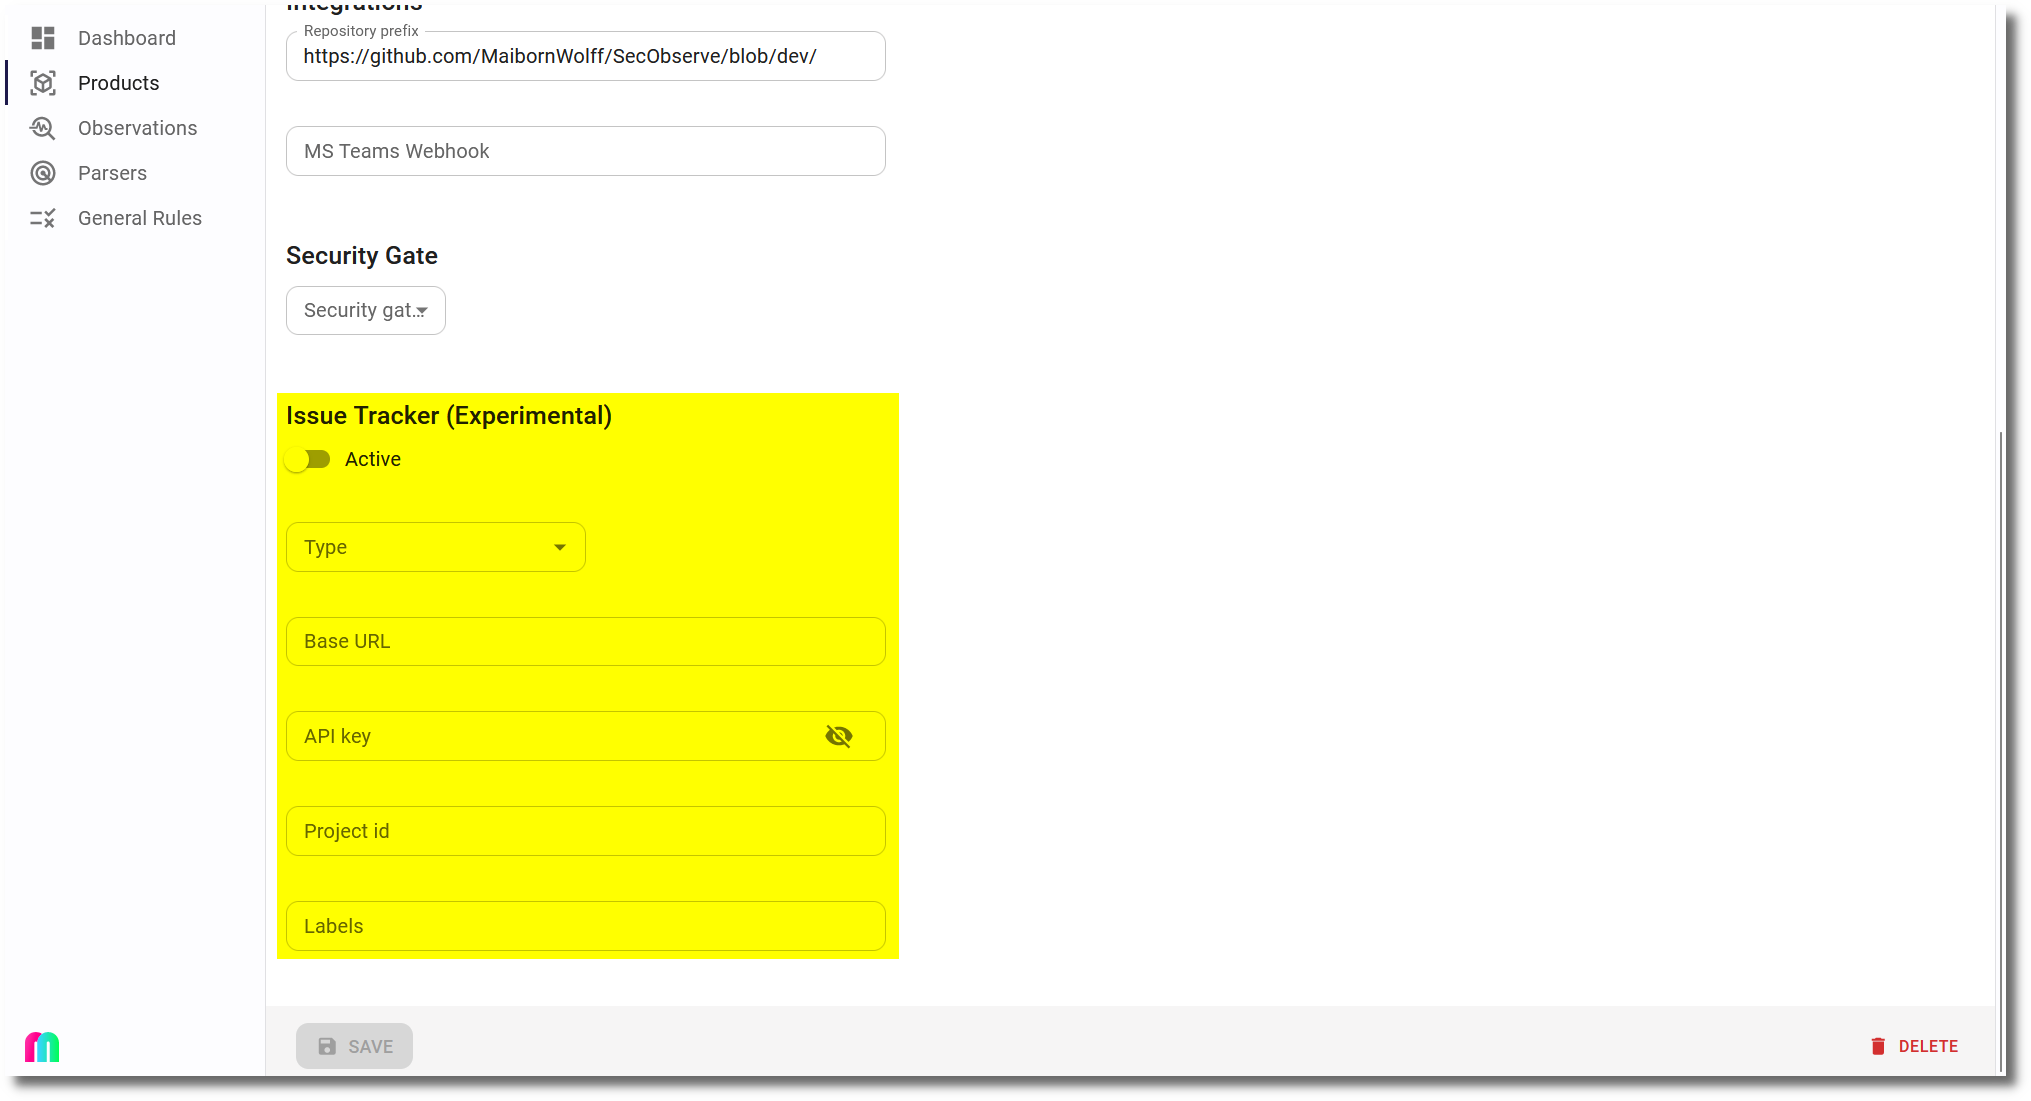 Dashboard
Products
Observations
Parsers
General Rules
Integrations
Repository prefix
https://github.com/MaibornWolff/SecObserve/blob/dev/
MS Teams Webhook
Security Gate
Security gat...
Issue Tracker (Experimental)
Active
Type
Base URL
API key
Project id
Labels
SAVE
DELETE